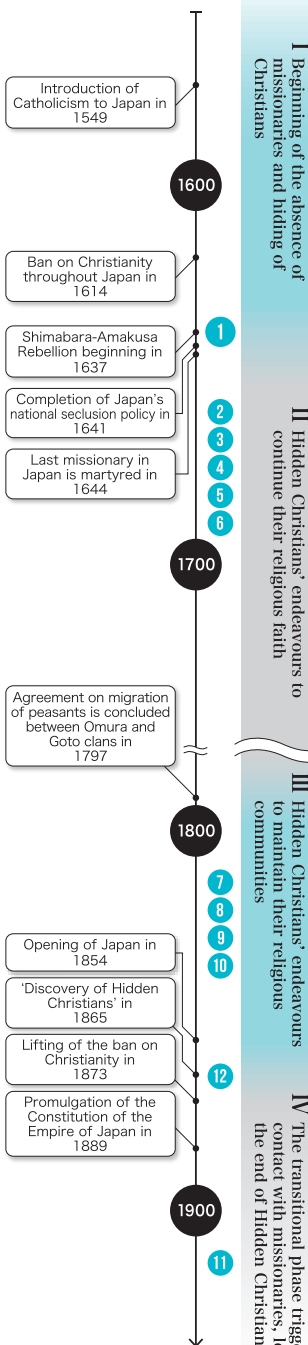 Introduction of
Catholicism to Japan in
1549
1600
Ban on Christianity
throughout Japan in
1614
Shimabara-Amakusa
Rebellion beginning in
1637
1
Completion of Japan's
national seclusion policy in
1641
Last missionary in
Japan is martyred in
1644
2
3
4
5
6
1700
Agreement on migration
of peasants is concluded
between Omura and
Goto clans in
1797
1800
7
8
9
10
Opening of Japan in
1854
'Discovery of Hidden
Christians' in
1865
Lifting of the ban on
Christianity in
1873
12
Promulgation of the
Constitution of the
Empire of Japan in
1889
1900
11
I Beginning of the absence of
missionaries and hiding of
Christians
II Hidden Christians' endeavours to
continue their religious faith
III Hidden Christians' endeavours
to maintain their religious
communities
IV The transitional phase
contact with missionaries,
the end of Hidden